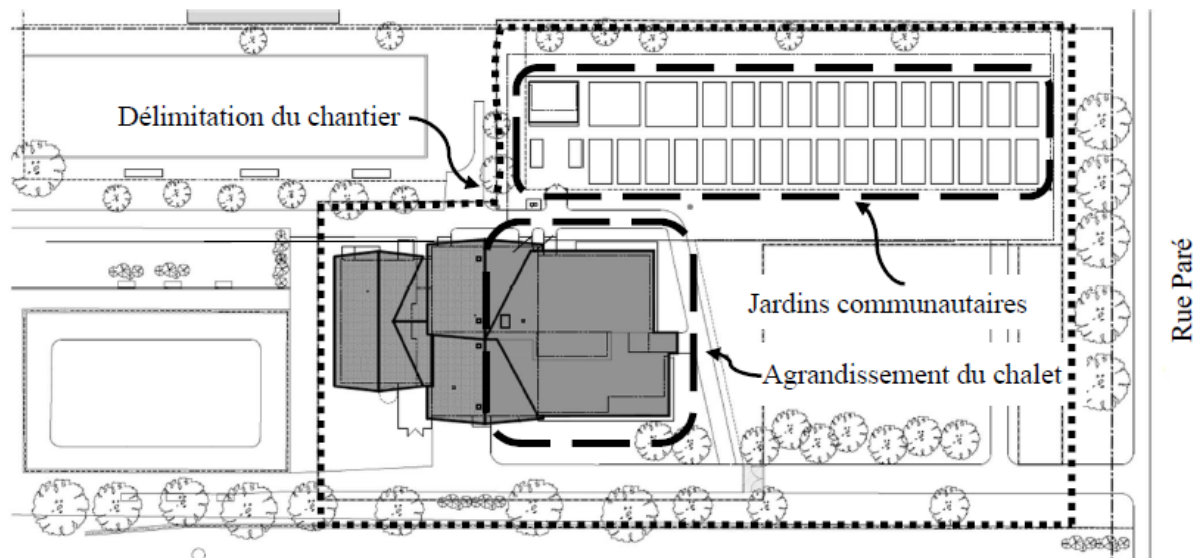 Délimitation du chantier
Jardins communautaires
Agrandissement du chalet
Rue Paré